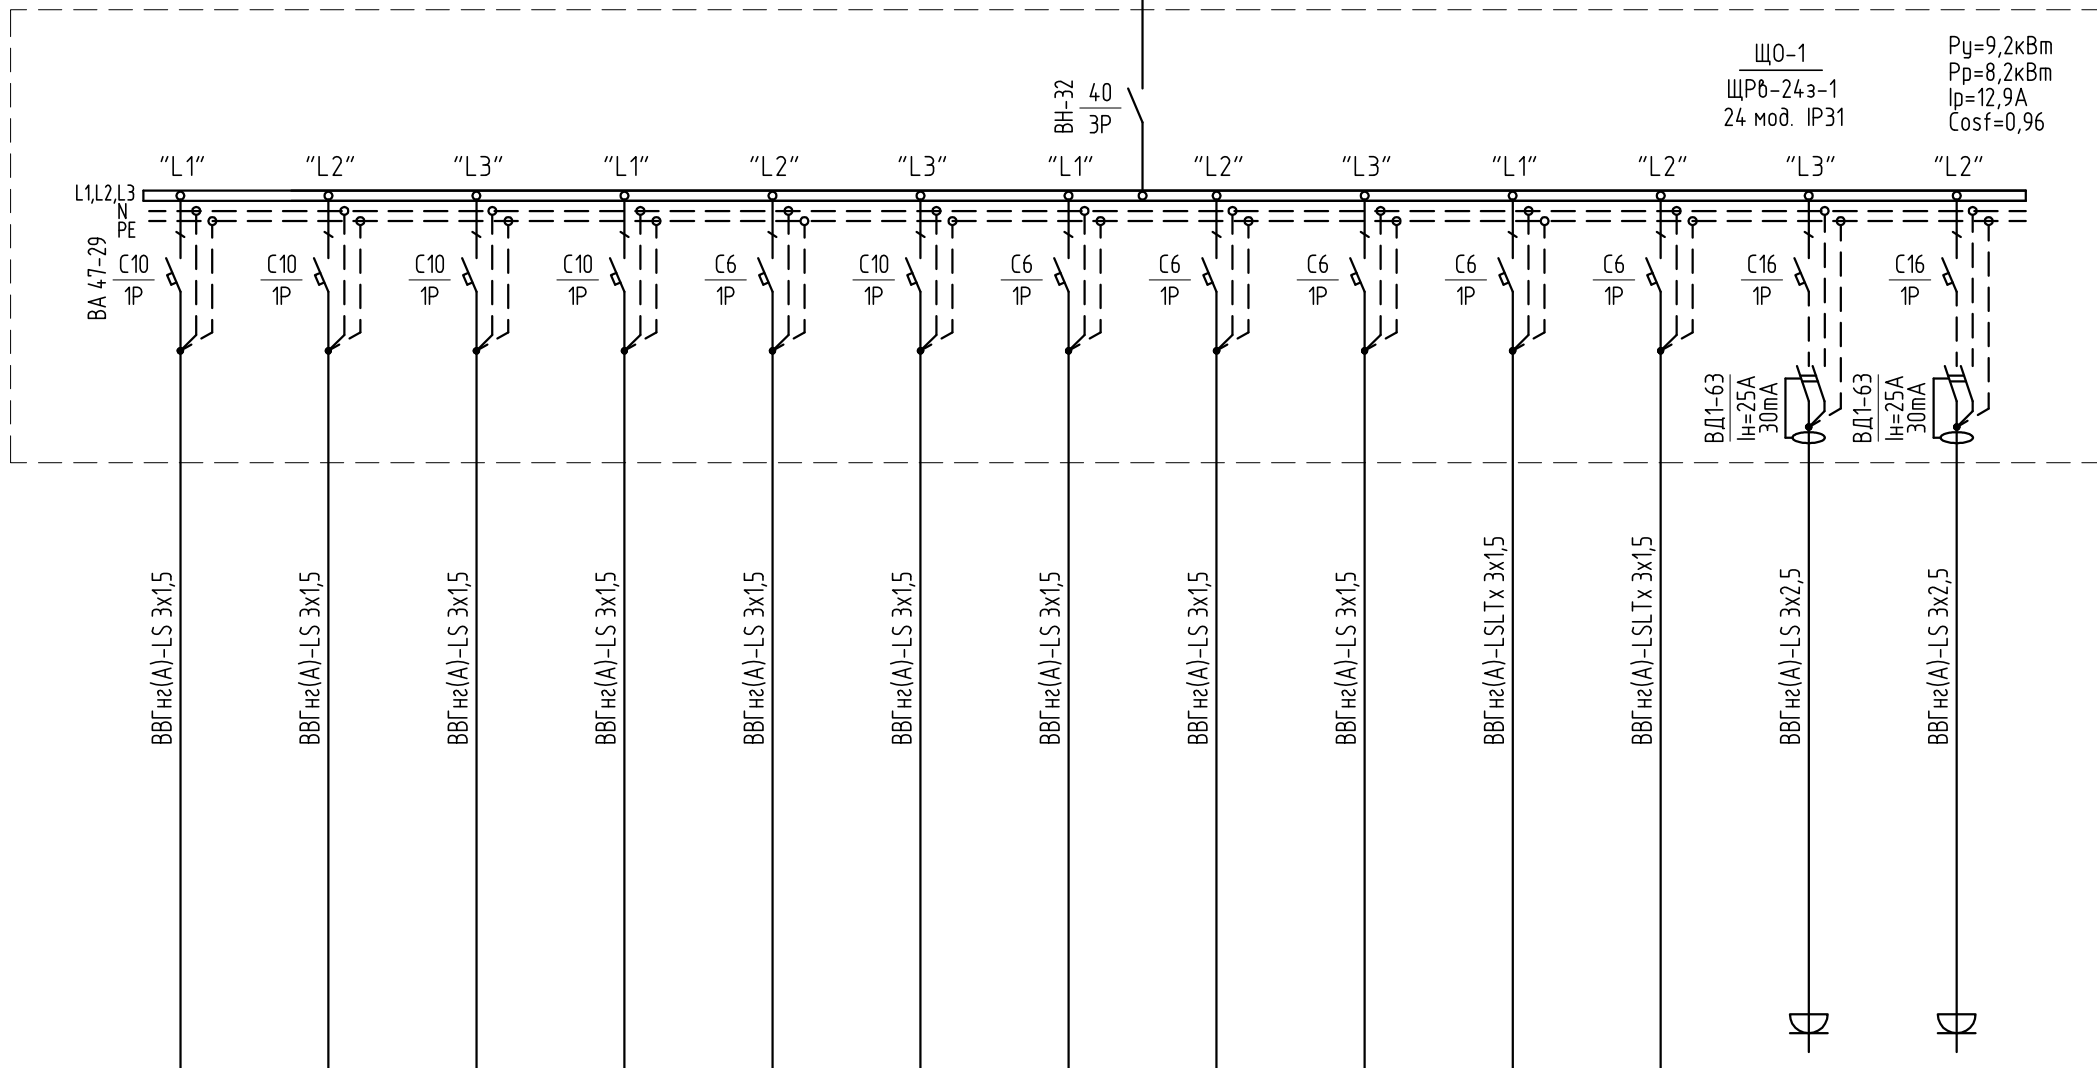 ЩО-1
ЩРв-24з-1
24 мод. IP31
Ру=9,2кВт
Рр=8,2кВт
Iр=12,9А
Cosf=0,96
ВН-32
40
3Р
"L1" "L2" "L3" "L1" "L2" "L3" "L1" "L2" "L3" "L1" "L2" "L3" "L2"
L1,L2,L3
N
PE
ВА 47-29
С10 С10 С10 С10 С6 С10 С6 С6 С6 С6 С6 С16 С16
1Р 1Р 1Р 1Р 1Р 1Р 1Р 1Р 1Р 1Р 1Р 1Р 1Р
ВД1-63
Iн=25А
30mA
ВД1-63
Iн=25А
30mA
ВВГнг(А)-LS 3х1,5
ВВГнг(А)-LS 3х1,5
ВВГнг(А)-LS 3х1,5
ВВГнг(А)-LS 3х1,5
ВВГнг(А)-LS 3х1,5
ВВГнг(А)-LS 3х1,5
ВВГнг(А)-LS 3х1,5
ВВГнг(А)-LS 3х1,5
ВВГнг(А)-LS 3х1,5
ВВГнг(А)-LSLTx 3х1,5
ВВГнг(А)-LSLTx 3х1,5
ВВГнг(А)-LS 3х2,5
ВВГнг(А)-LS 3х2,5